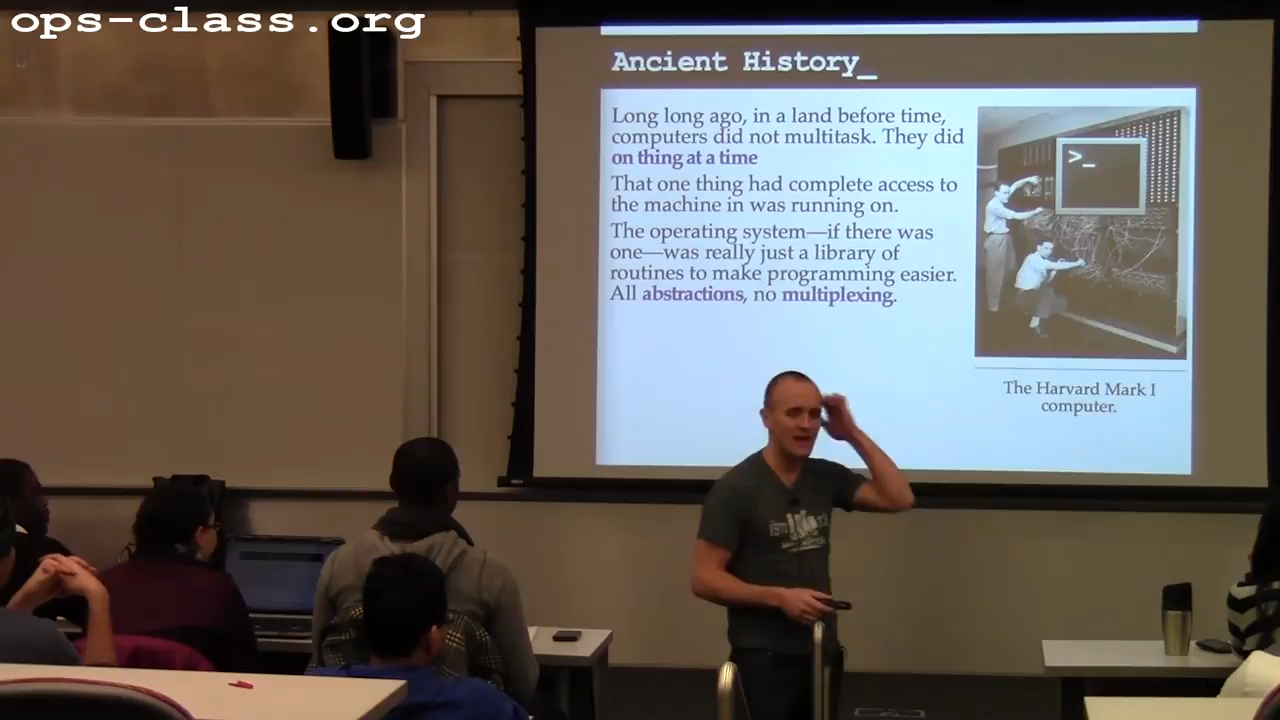 ops-class.org
Ancient History_
Long long ago, in a land before time,
computers did not multitask. They did
on thing at a time
That one thing had complete access to
the machine in was running on.
The operating system—if there was
one—was really just a library of
routines to make programming easier.
All abstractions, no multiplexing.
>_
The Harvard Mark I
computer.